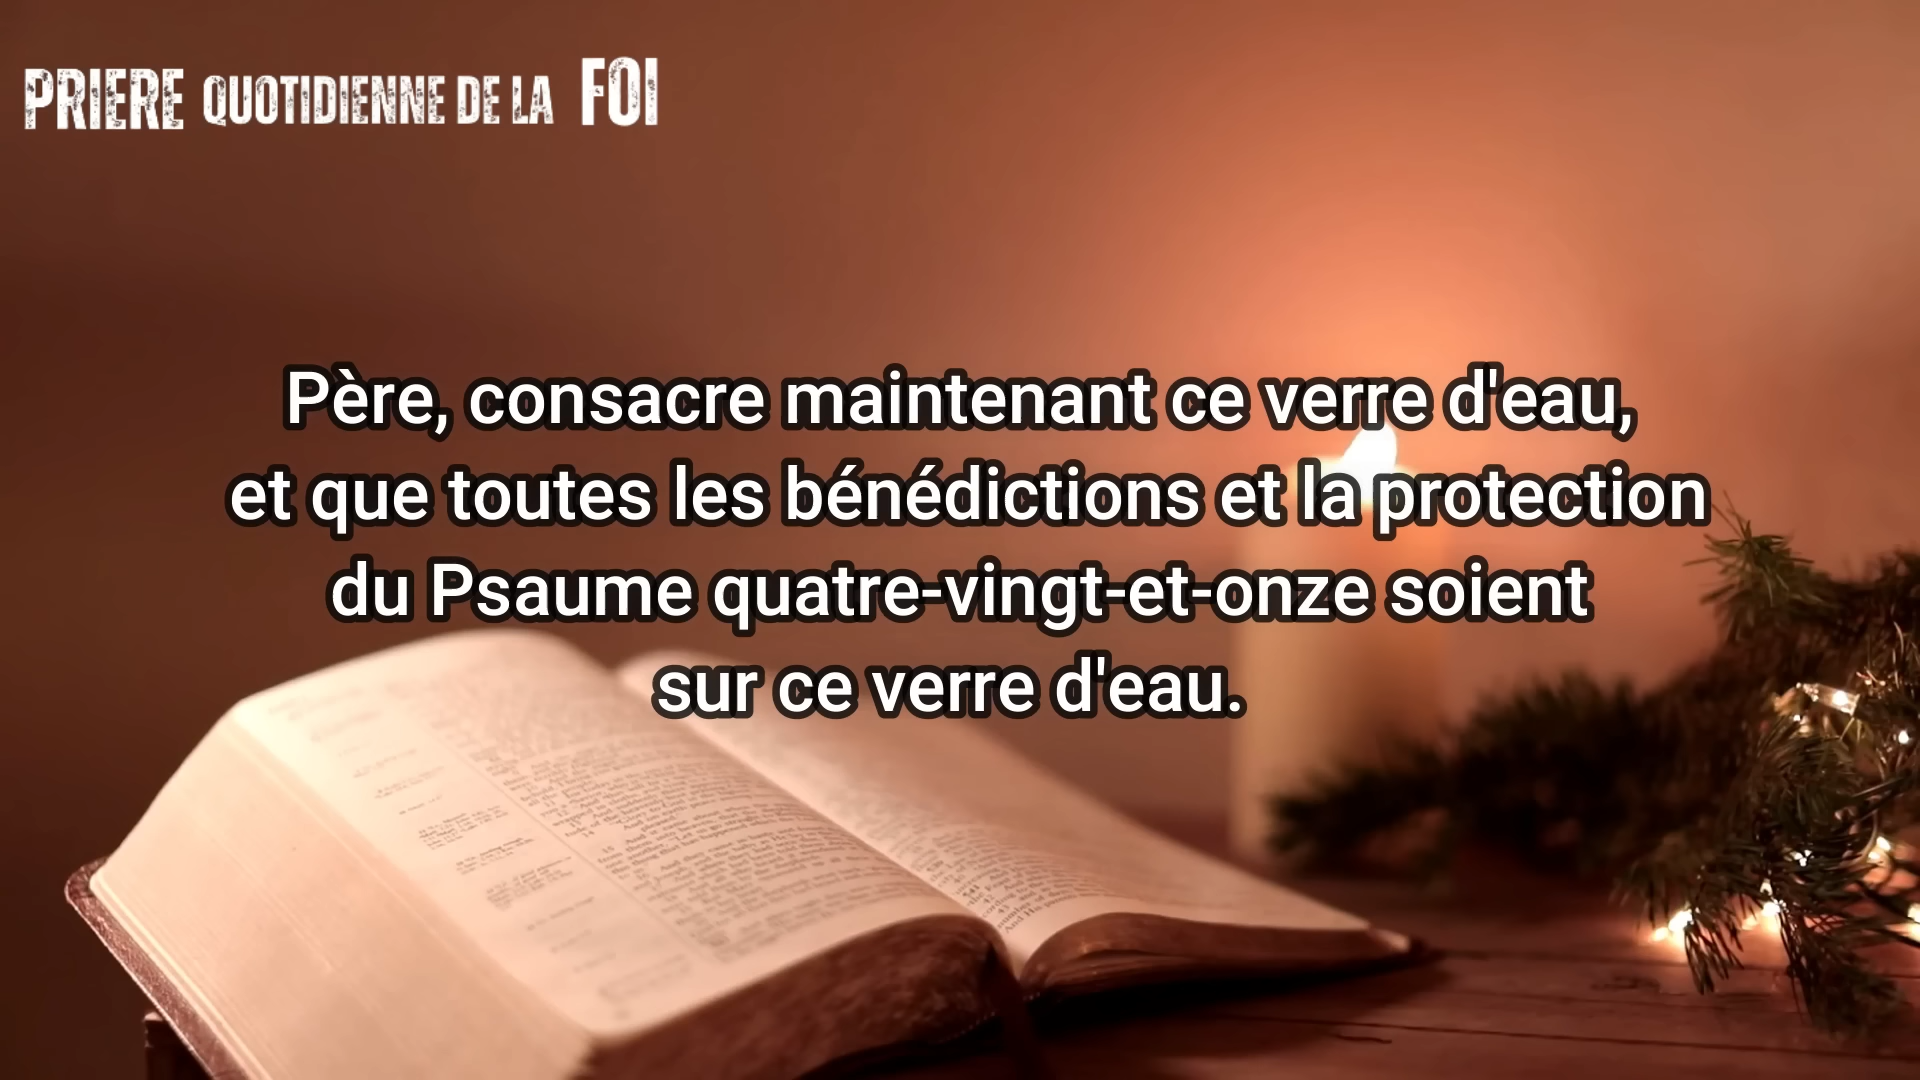 PRIERE QUOTIDIENNE DE LA FOI
Père, consacre maintenant ce verre d'eau,
et que toutes les bénédictions et la protection
du Psaume quatre-vingt-et-onze soient
sur ce verre d'eau.